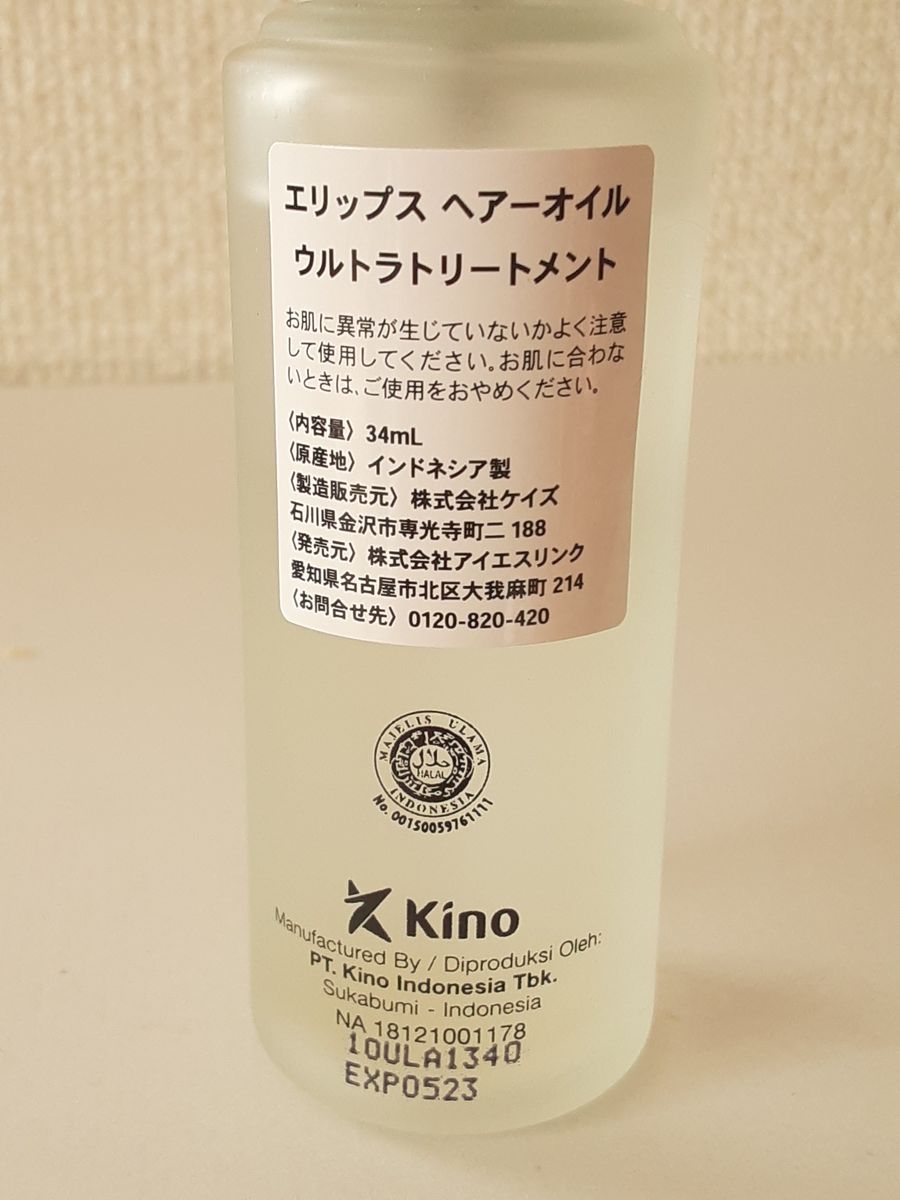 エリップス ヘアーオイル
ウルトラトリートメント
お肌に異常が生じていないかよく注意
して使用してください。お肌に合わな
いときは、ご使用をおやめください。
〈内容量〉 34mL
〈原産地〉 インドネシア製
〈製造販売元〉 株式会社ケイズ
石川県金沢市専光寺町二 188
〈発売元〉 株式会社アイエスリンク
愛知県名古屋市北区大我麻町 214
〈お問合せ先〉 0120-820-420
MAJELIS ULAMA
حلال
HALAL
INDONESIA
No. 00150059761111
Kino
Manufactured By / Diproduksi Oleh:
PT. Kino Indonesia Tbk.
Sukabumi - Indonesia
NA 18121001178
10ULA1340
EXP0523